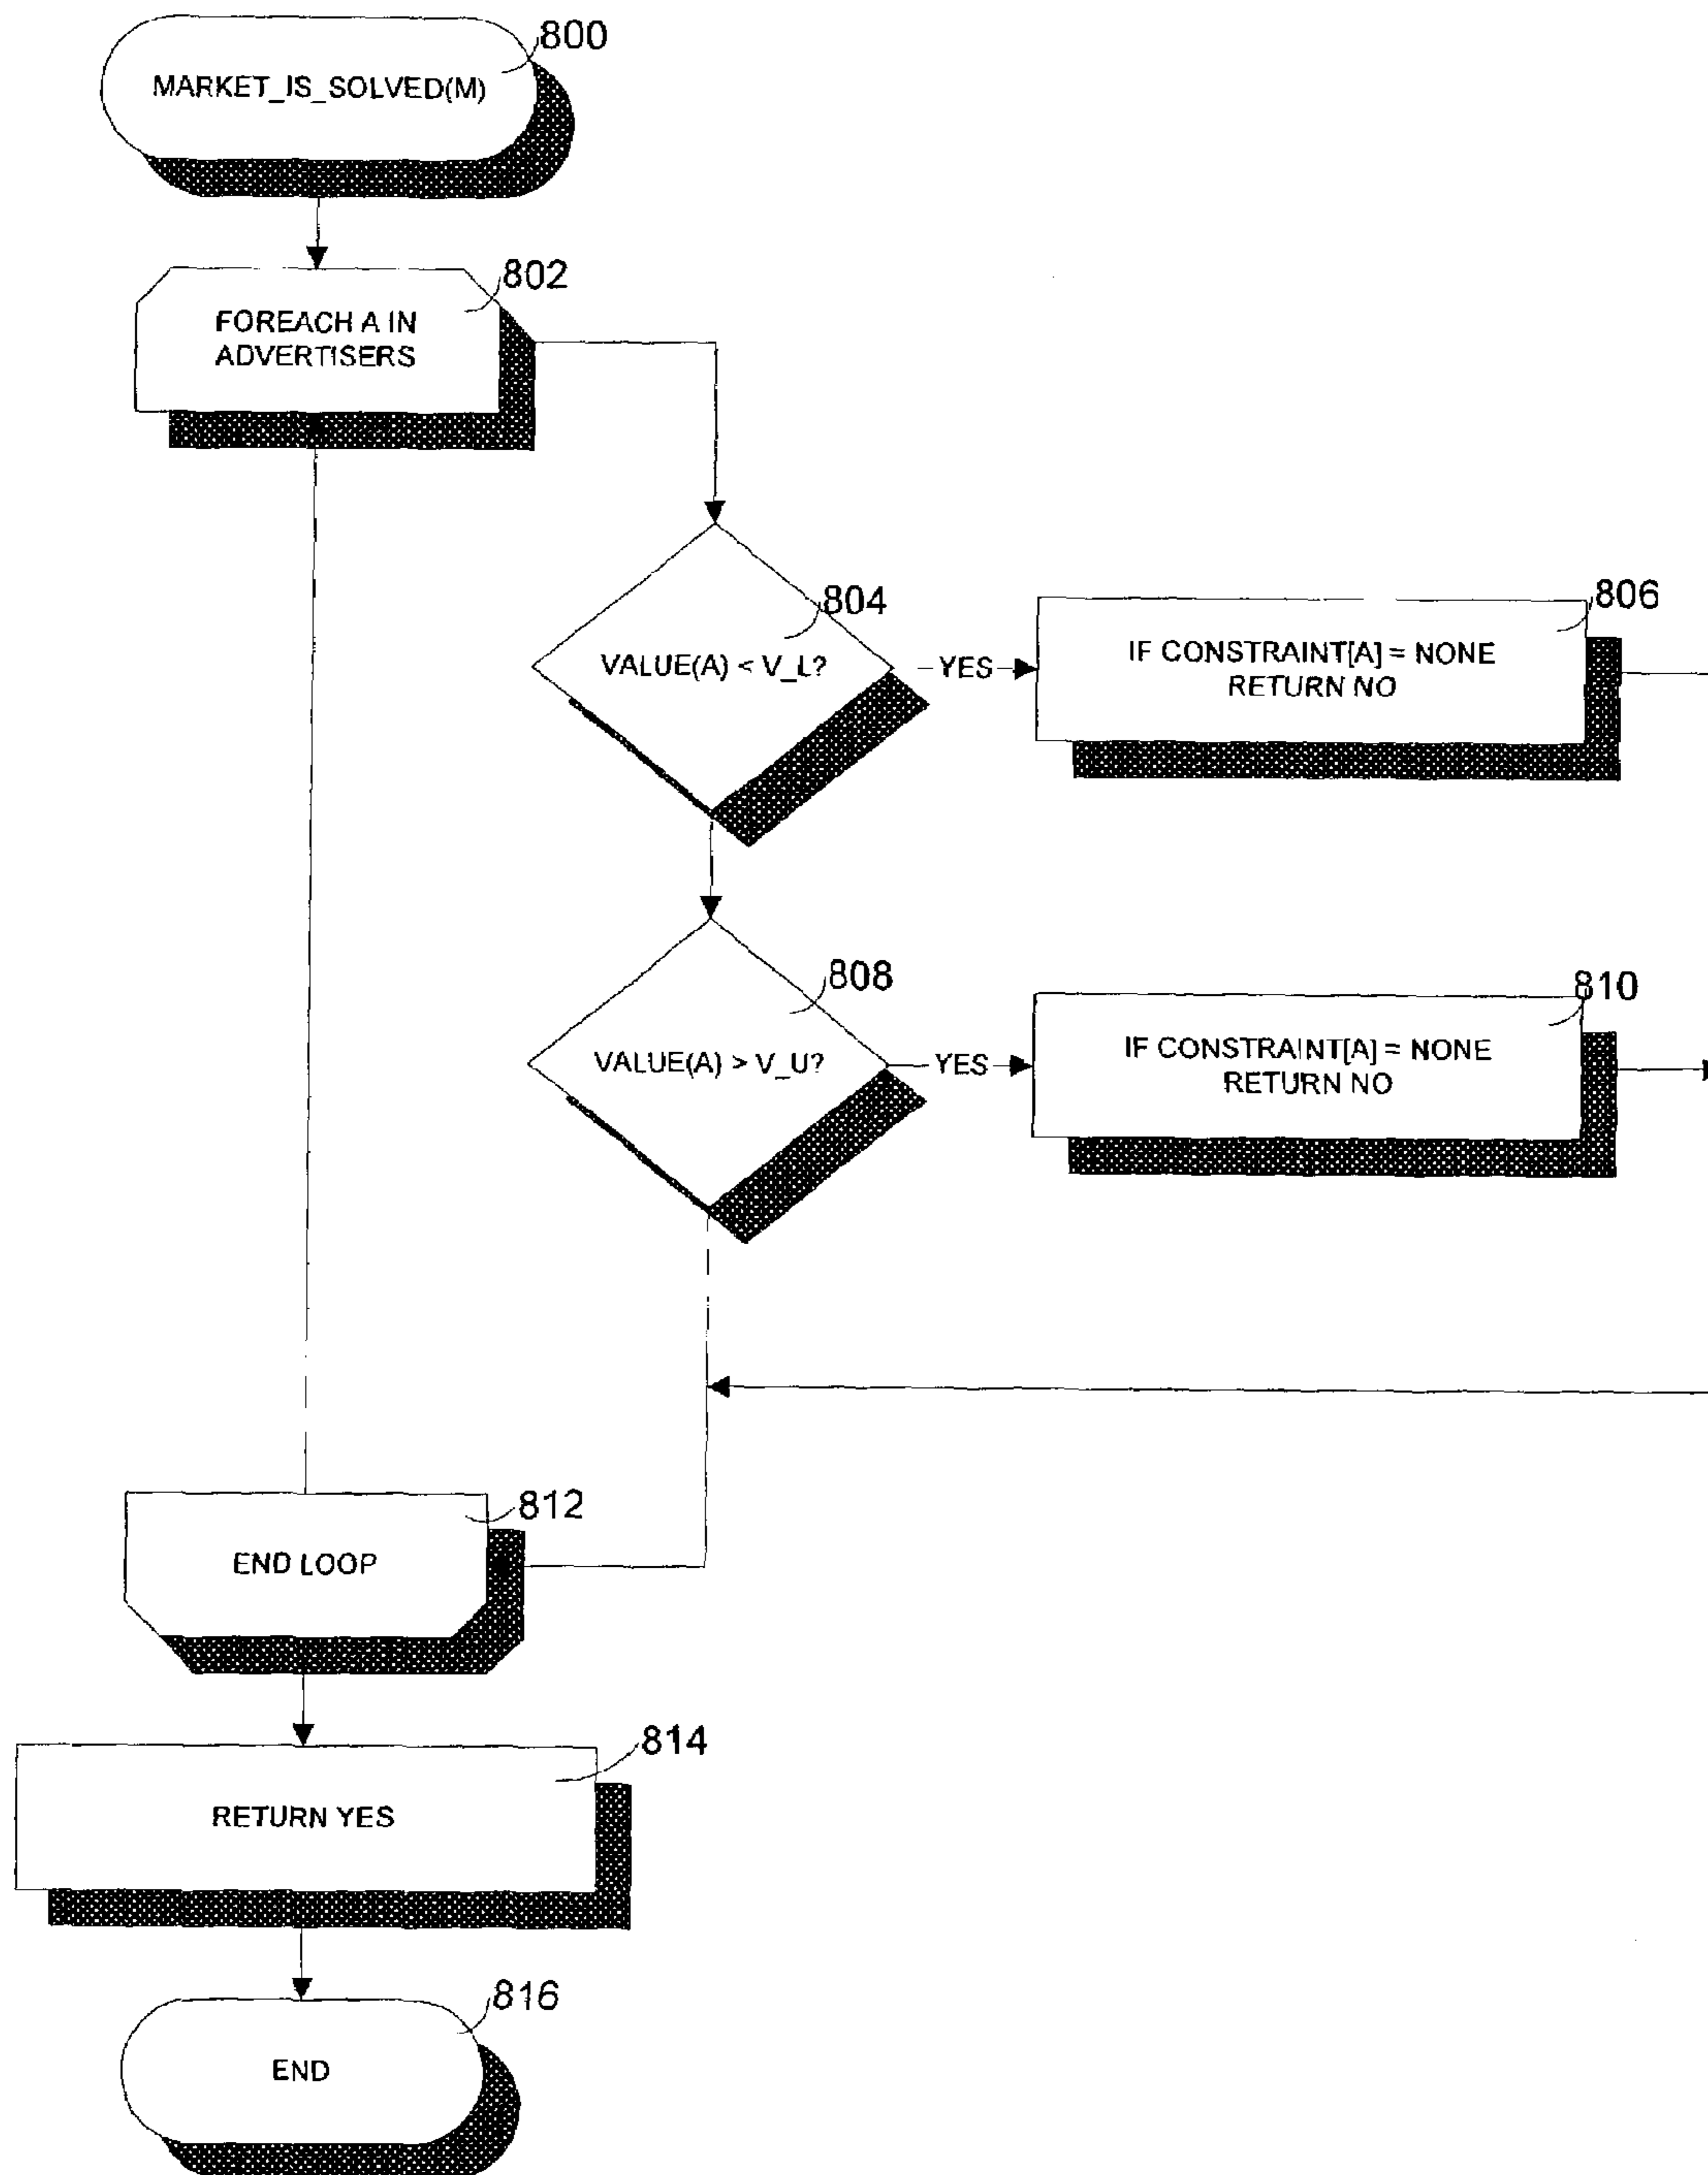 800
MARKET_IS_SOLVED(M)
802
FOREACH A IN
ADVERTISERS
804
VALUE(A) < V_L?
YES
806
IF CONSTRAINT[A] = NONE
RETURN NO
808
VALUE(A) > V_U?
YES
810
IF CONSTRAINT[A] = NONE
RETURN NO
812
END LOOP
814
RETURN YES
816
END